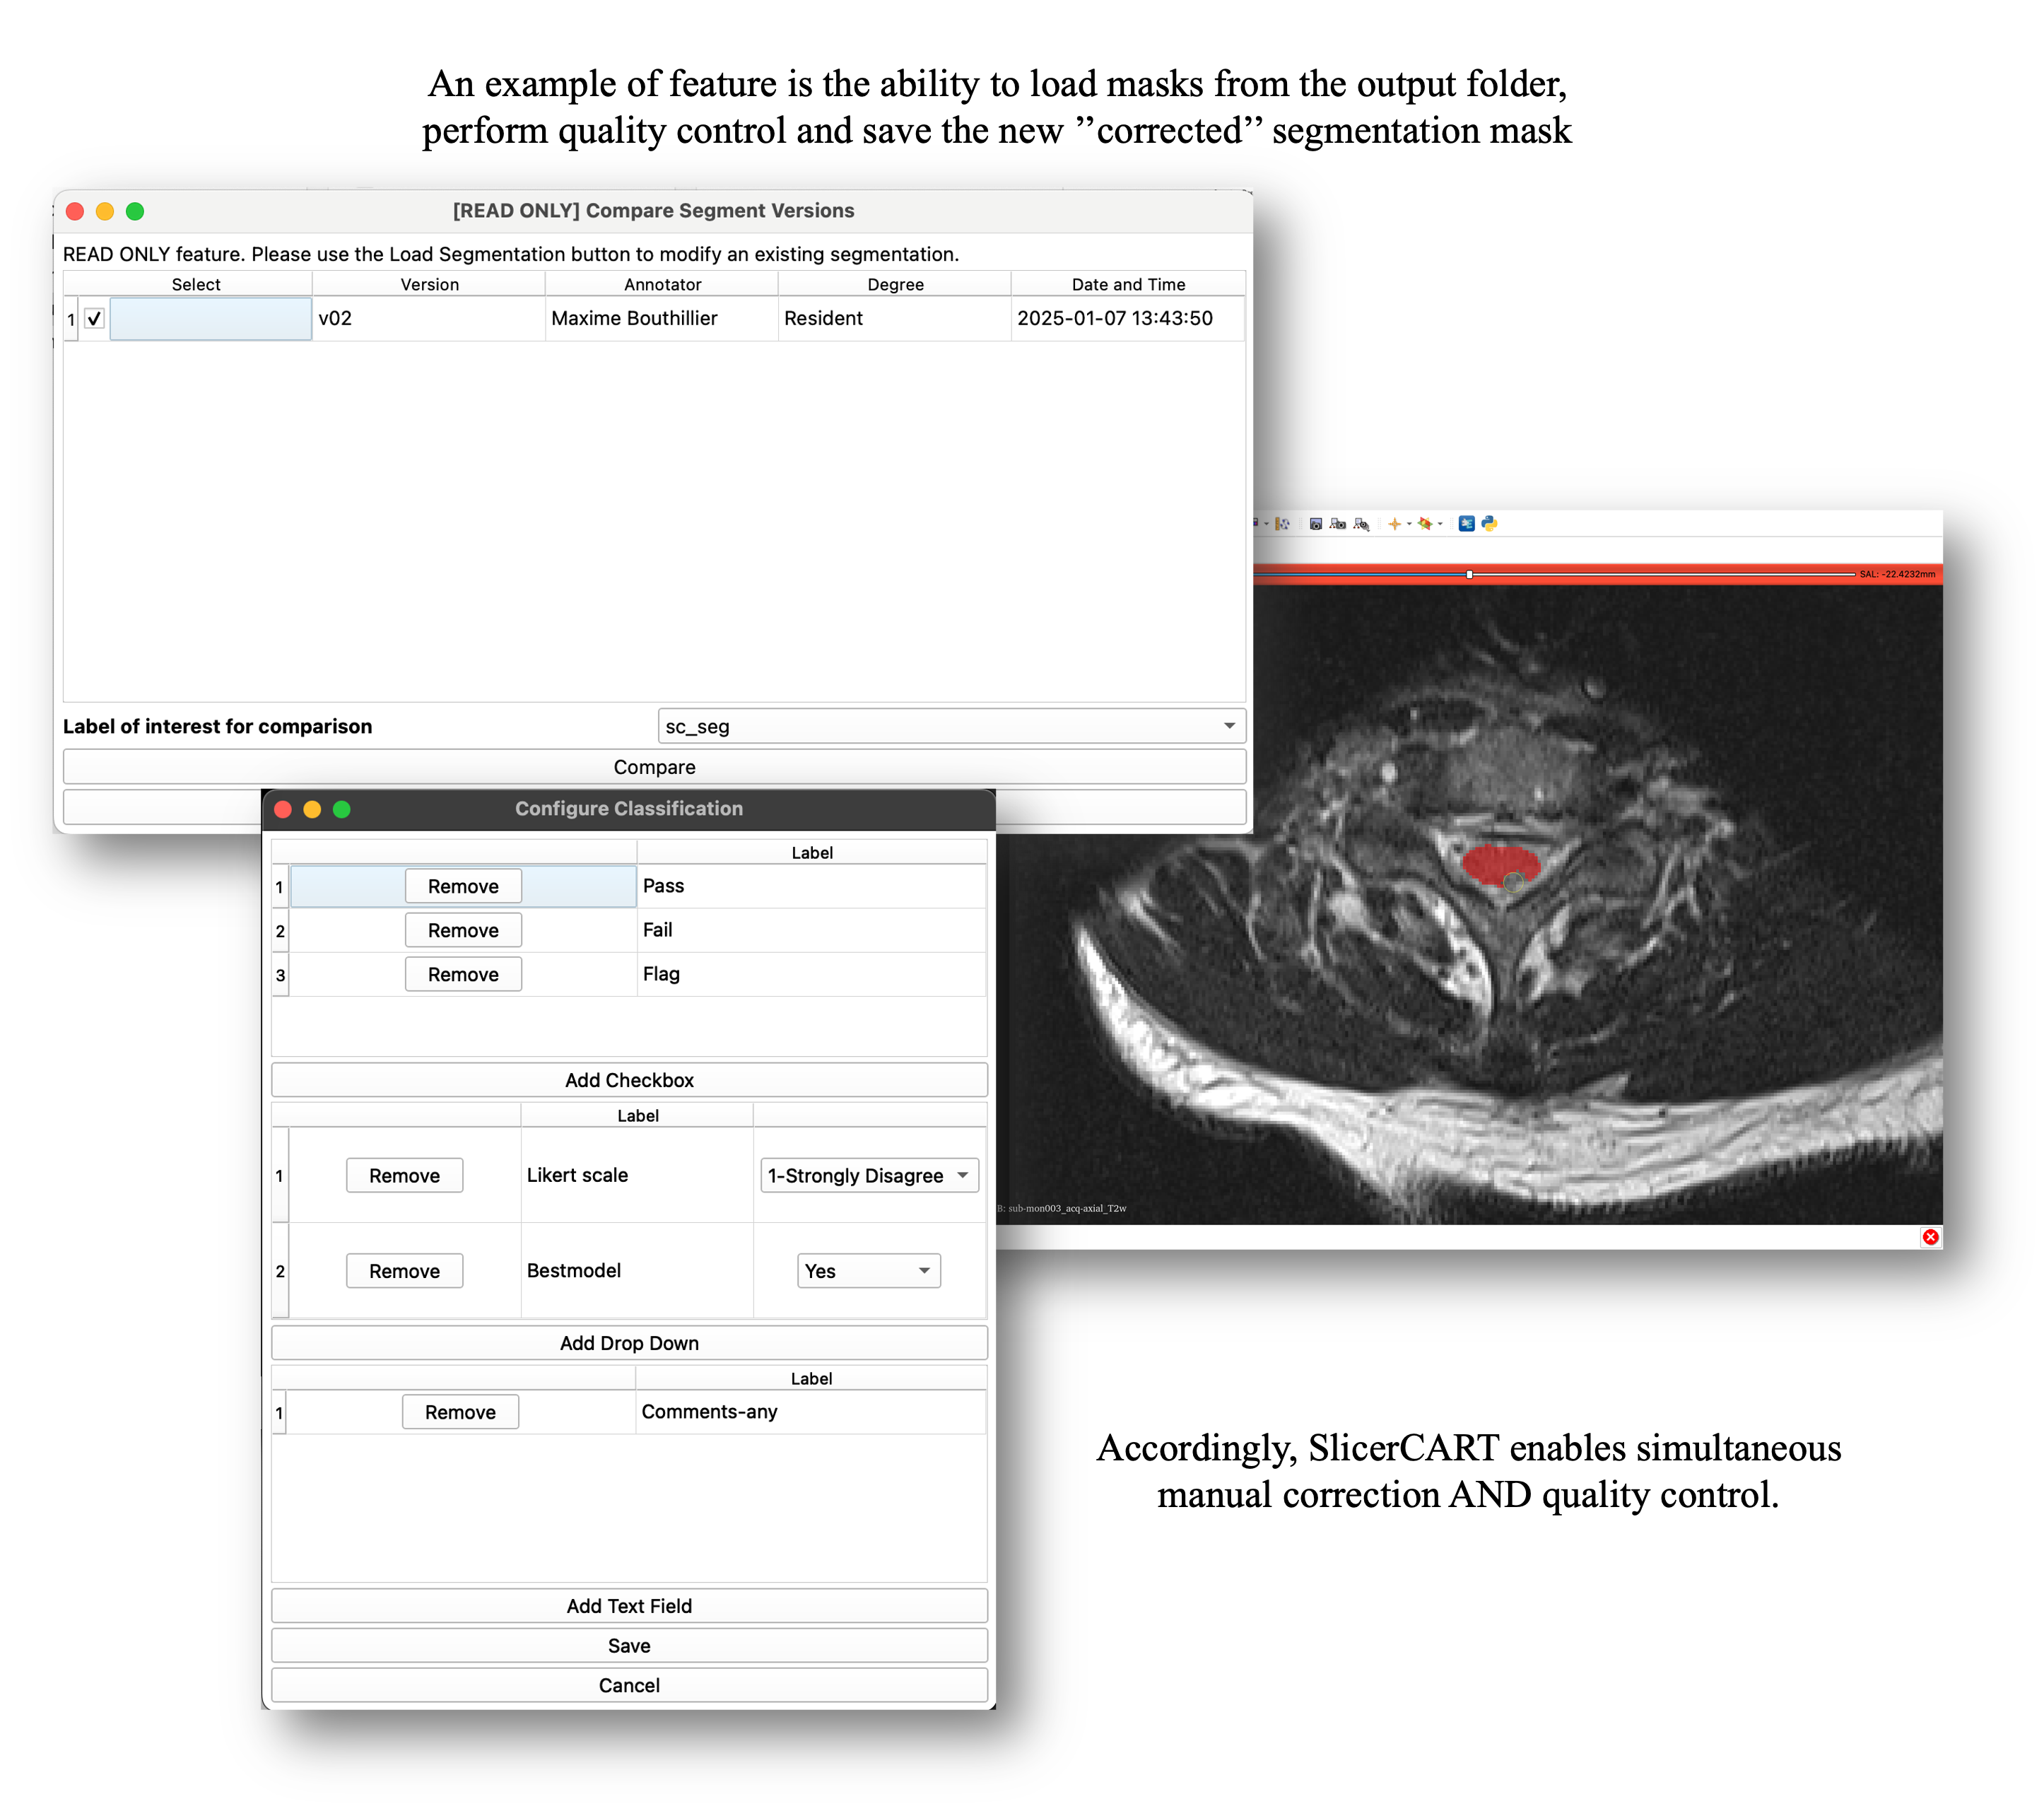 An example of feature is the ability to load masks from the output folder,
perform quality control and save the new ’’corrected’’ segmentation mask
[READ ONLY] Compare Segment Versions
READ ONLY feature. Please use the Load Segmentation button to modify an existing segmentation.
Select Version Annotator Degree Date and Time
1 v02 Maxime Bouthillier Resident 2025-01-07 13:43:50
Label of interest for comparison sc_seg
Compare
SAL: -22.4232mm
B: sub-mon003_acq-axial_T2w
Configure Classification
Label
1 Remove Pass
2 Remove Fail
3 Remove Flag
Add Checkbox
Label
1 Remove Likert scale 1-Strongly Disagree
2 Remove Bestmodel Yes
Add Drop Down
Label
1 Remove Comments-any
Add Text Field
Save
Cancel
Accordingly, SlicerCART enables simultaneous
manual correction AND quality control.